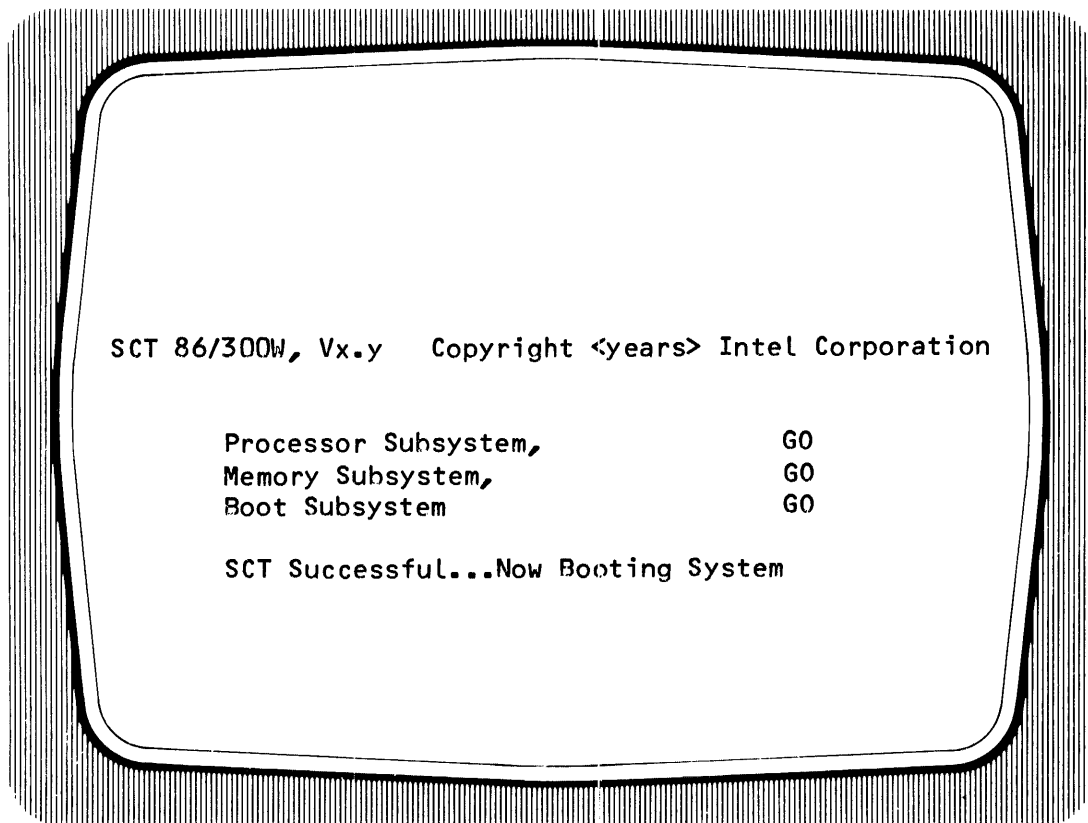 SCT 86/300W, Vx.y Copyright <years> Intel Corporation
Processor Subsystem, GO
Memory Subsystem, GO
Boot Subsystem GO
SCT Successful...Now Booting System